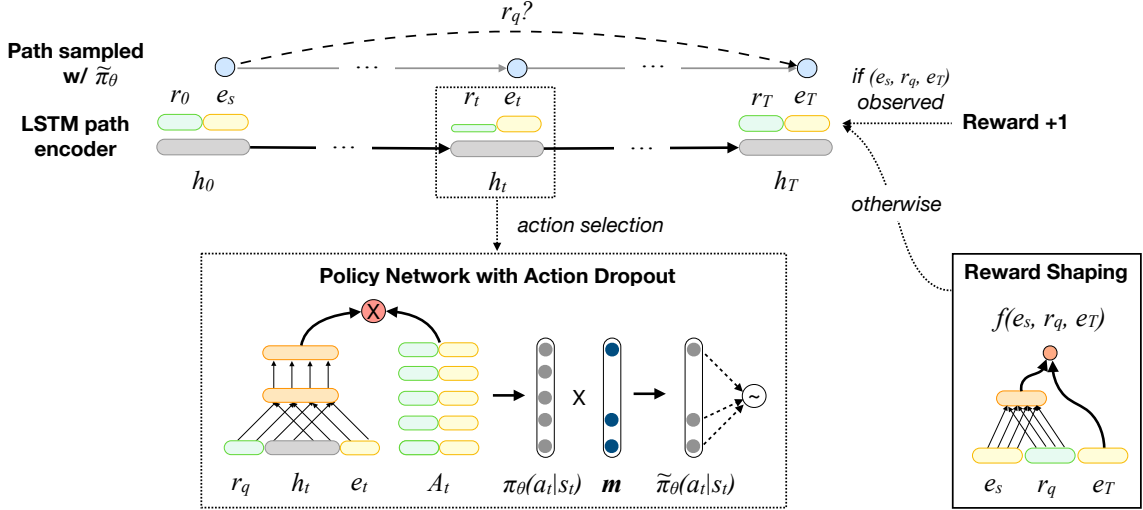 r_q?
Path sampled
w/ π̃_θ
r_0 e_s
r_t e_t
r_T e_T
if (e_s, r_q, e_T)
observed
LSTM path
encoder
Reward +1
...
...
...
...
h_0
h_t
h_T
otherwise
action selection
Policy Network with Action Dropout
X
X
~
r_q h_t e_t A_t π_θ(a_t|s_t) m π̃_θ(a_t|s_t)
Reward Shaping
f(e_s, r_q, e_T)
e_s r_q e_T